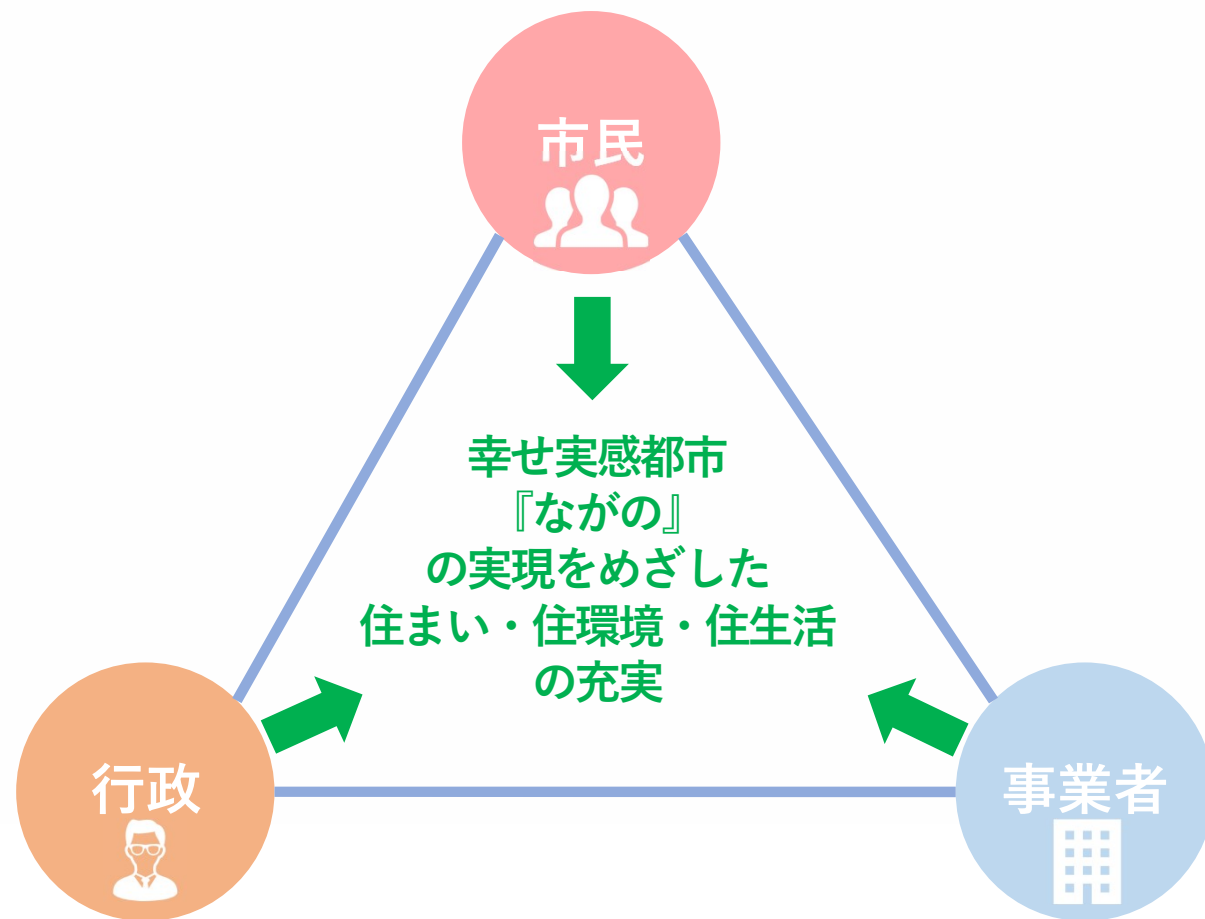 市民
幸せ実感都市
『ながの』
の実現をめざした
住まい・住環境・住生活
の充実
行政
事業者